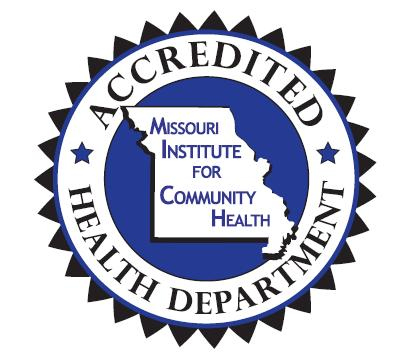 ACCREDITED
MISSOURI
INSTITUTE
FOR
COMMUNITY
HEALTH
HEALTH DEPARTMENT